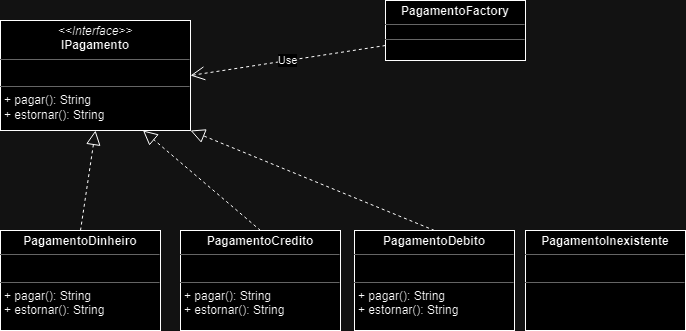 <<Interface>>
IPagamento
+ pagar(): String
+ estornar(): String
PagamentoFactory
Use
PagamentoDinheiro
+ pagar(): String
+ estornar(): String
PagamentoCredito
+ pagar(): String
+ estornar(): String
PagamentoDebito
+ pagar(): String
+ estornar(): String
PagamentoInexistente